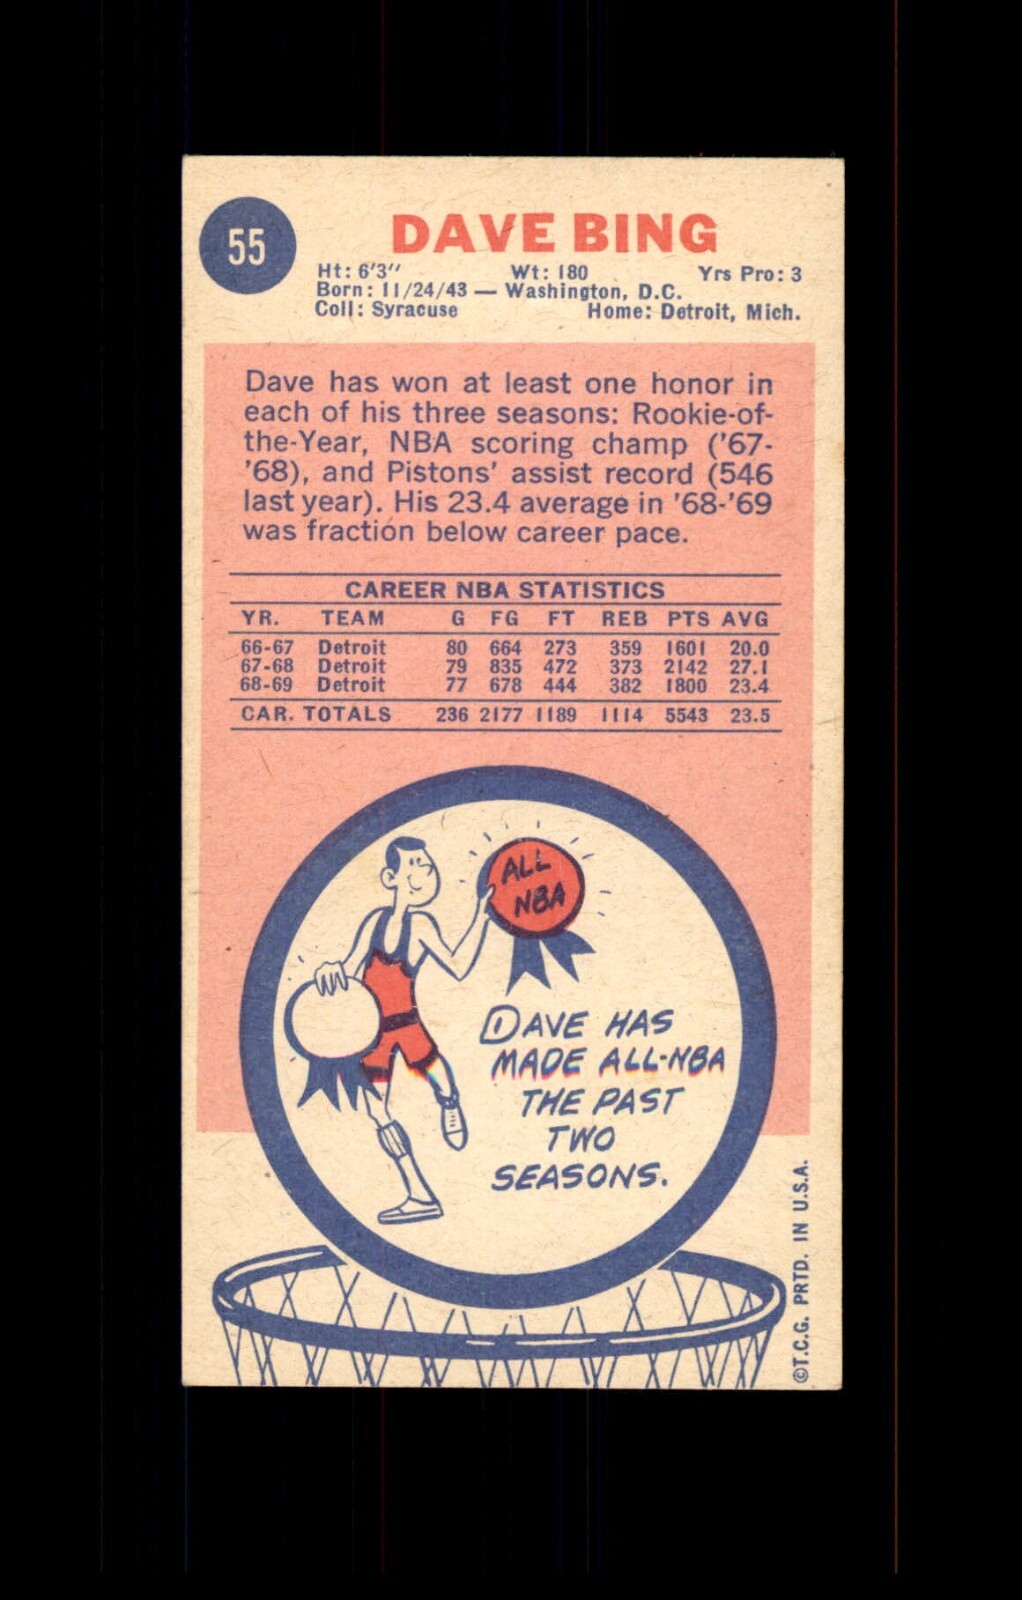 55
DAVE BING
Ht: 6'3" Wt: 180 Yrs Pro: 3
Born: 11/24/43 — Washington, D.C.
Coll: Syracuse Home: Detroit, Mich.
Dave has won at least one honor in
each of his three seasons: Rookie-of-
the-Year, NBA scoring champ ('67-
'68), and Pistons' assist record (546
last year). His 23.4 average in '68-'69
was fraction below career pace.
CAREER NBA STATISTICS
YR. TEAM G FG FT REB PTS AVG
66-67 Detroit 80 664 273 359 1601 20.0
67-68 Detroit 79 835 472 373 2142 27.1
68-69 Detroit 77 678 444 382 1800 23.4
CAR. TOTALS 236 2177 1189 1114 5543 23.5
ALL
NBA
DAVE HAS
MADE ALL-NBA
THE PAST
TWO
SEASONS.
©T.C.G. PRTD. IN U.S.A.